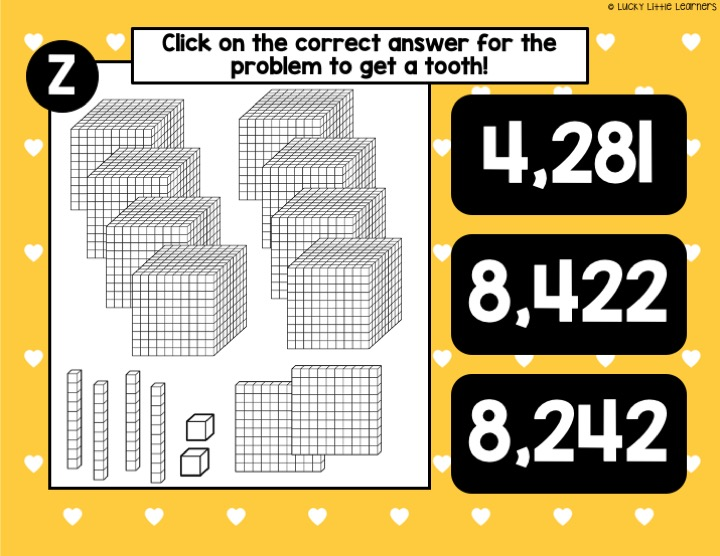 © Lucky Little Learners
Click on the correct answer for the
problem to get a tooth!
Z
4,281
8,422
8,242